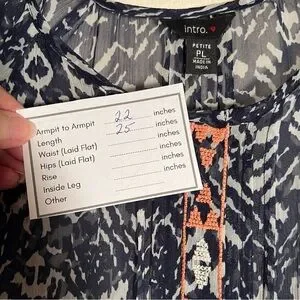 intro.
PETITE
PL
MADE IN
INDIA
Armpit to Armpit 22 inches
Length 25 inches
Waist (Laid Flat) inches
Hips (Laid Flat) inches
Rise inches
Inside Leg inches
Other